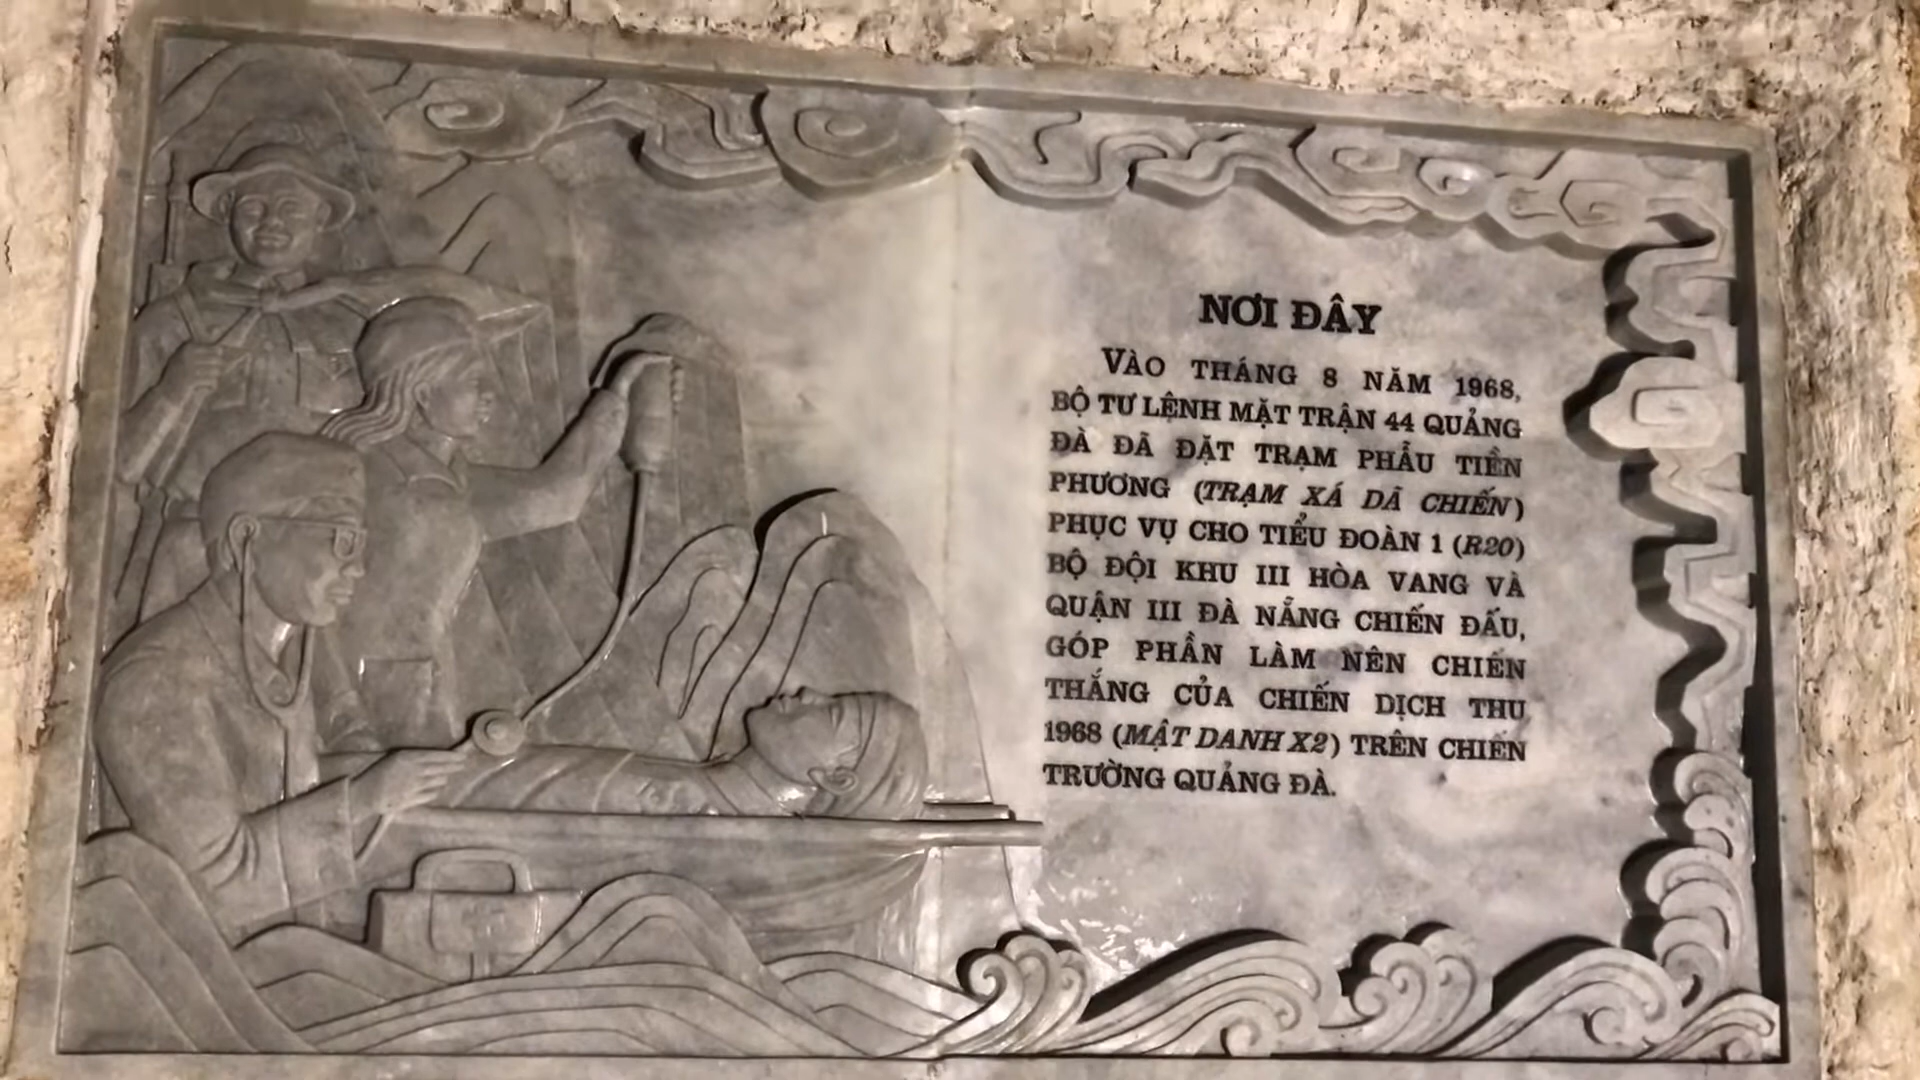 NƠI ĐÂY
VÀO THÁNG 8 NĂM 1968,
BỘ TƯ LỆNH MẶT TRẬN 44 QUẢNG
ĐÀ ĐÃ ĐẶT TRẠM PHẪU TIỀN
PHƯƠNG (TRẠM XÁ DÃ CHIẾN)
PHỤC VỤ CHO TIỂU ĐOÀN 1 (R20)
BỘ ĐỘI KHU III HÒA VANG VÀ
QUẬN III ĐÀ NẴNG CHIẾN ĐẤU,
GÓP PHẦN LÀM NÊN CHIẾN
THẮNG CỦA CHIẾN DỊCH THU
1968 (MẬT DANH X2) TRÊN CHIẾN
TRƯỜNG QUẢNG ĐÀ.